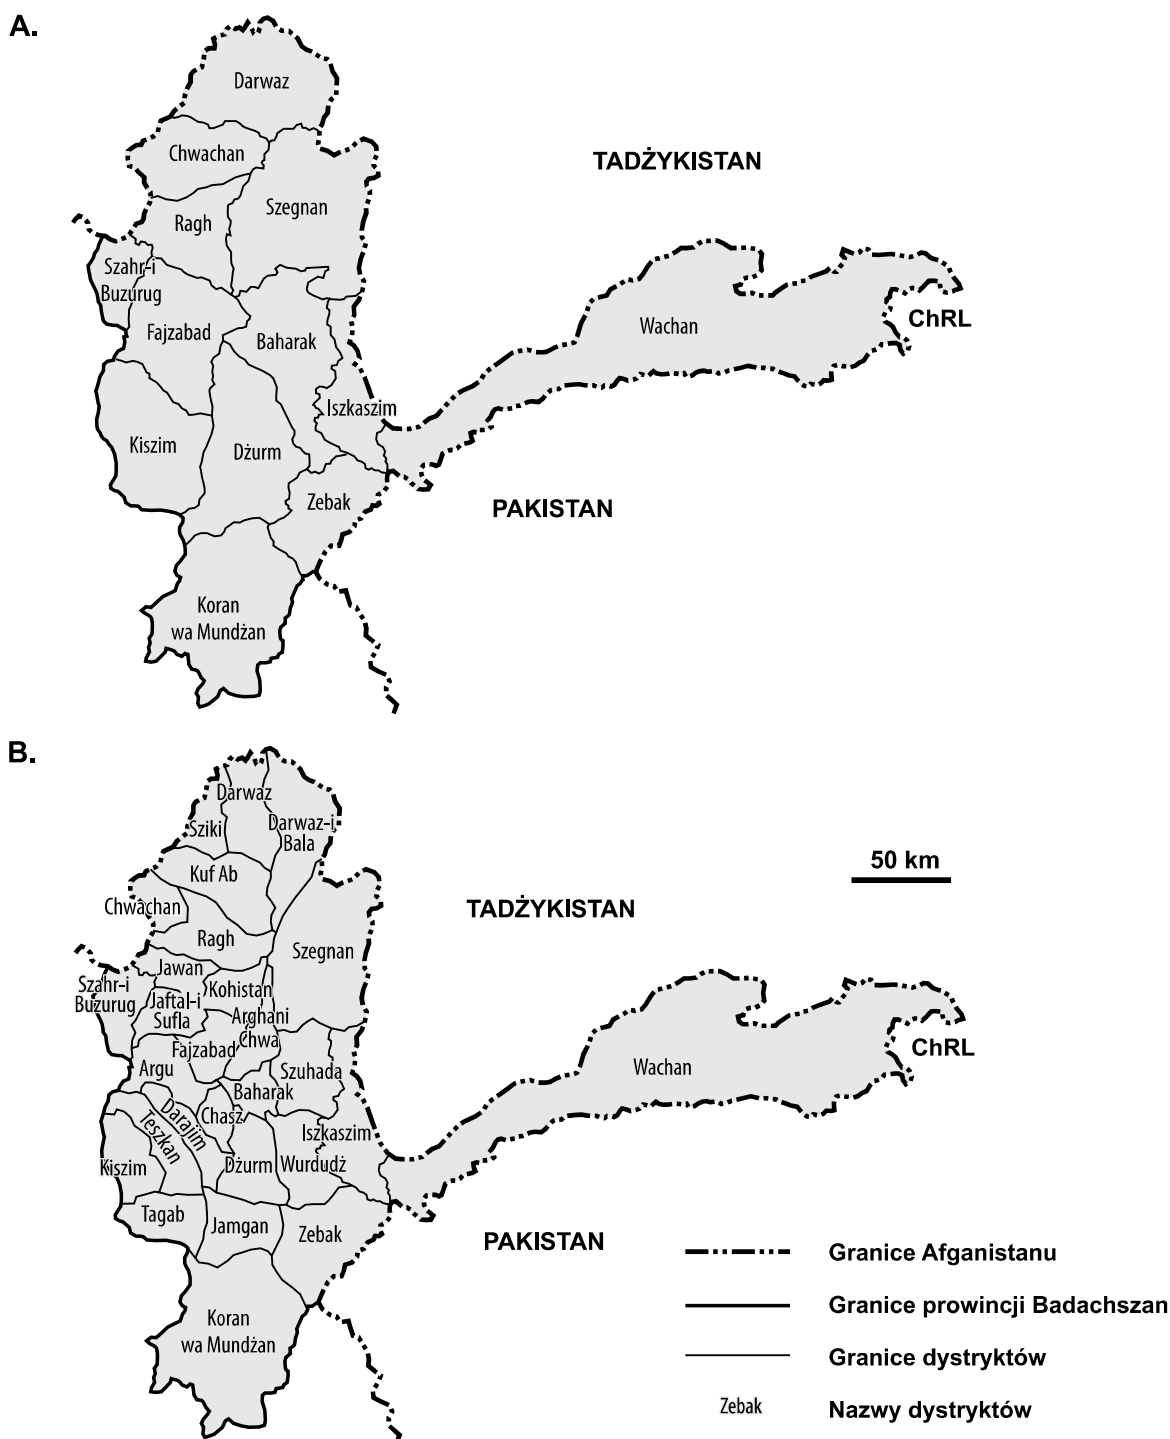 A.
Darwaz
Chwachan
TADŻYKISTAN
Ragh
Szegnan
Szahr-i
Buzurug
ChRL
Fajzabad
Baharak
Wachan
Iszkaszim
Kiszim
Dżurm
Zebak
PAKISTAN
Koran
wa Mundżan
B.
Darwaz
Sziki
Darwaz-i
Bala
Kuf Ab
50 km
Chwachan
TADŻYKISTAN
Ragh
Szegnan
Jawan
Szahr-i
Buzurug
Kohistan
Jaftal-i
Sufla
Arghani
Chwa
ChRL
Fajzabad
Argu
Szuhada
Wachan
Baharak
Chasz
Darajim
Teszkan
Iszkaszim
Kiszim
Dżurm
Wurdudż
Tagab
Jamgan
Zebak
PAKISTAN
Granice Afganistanu
Granice prowincji Badachszan
Koran
wa Mundżan
Granice dystryktów
Zebak
Nazwy dystryktów